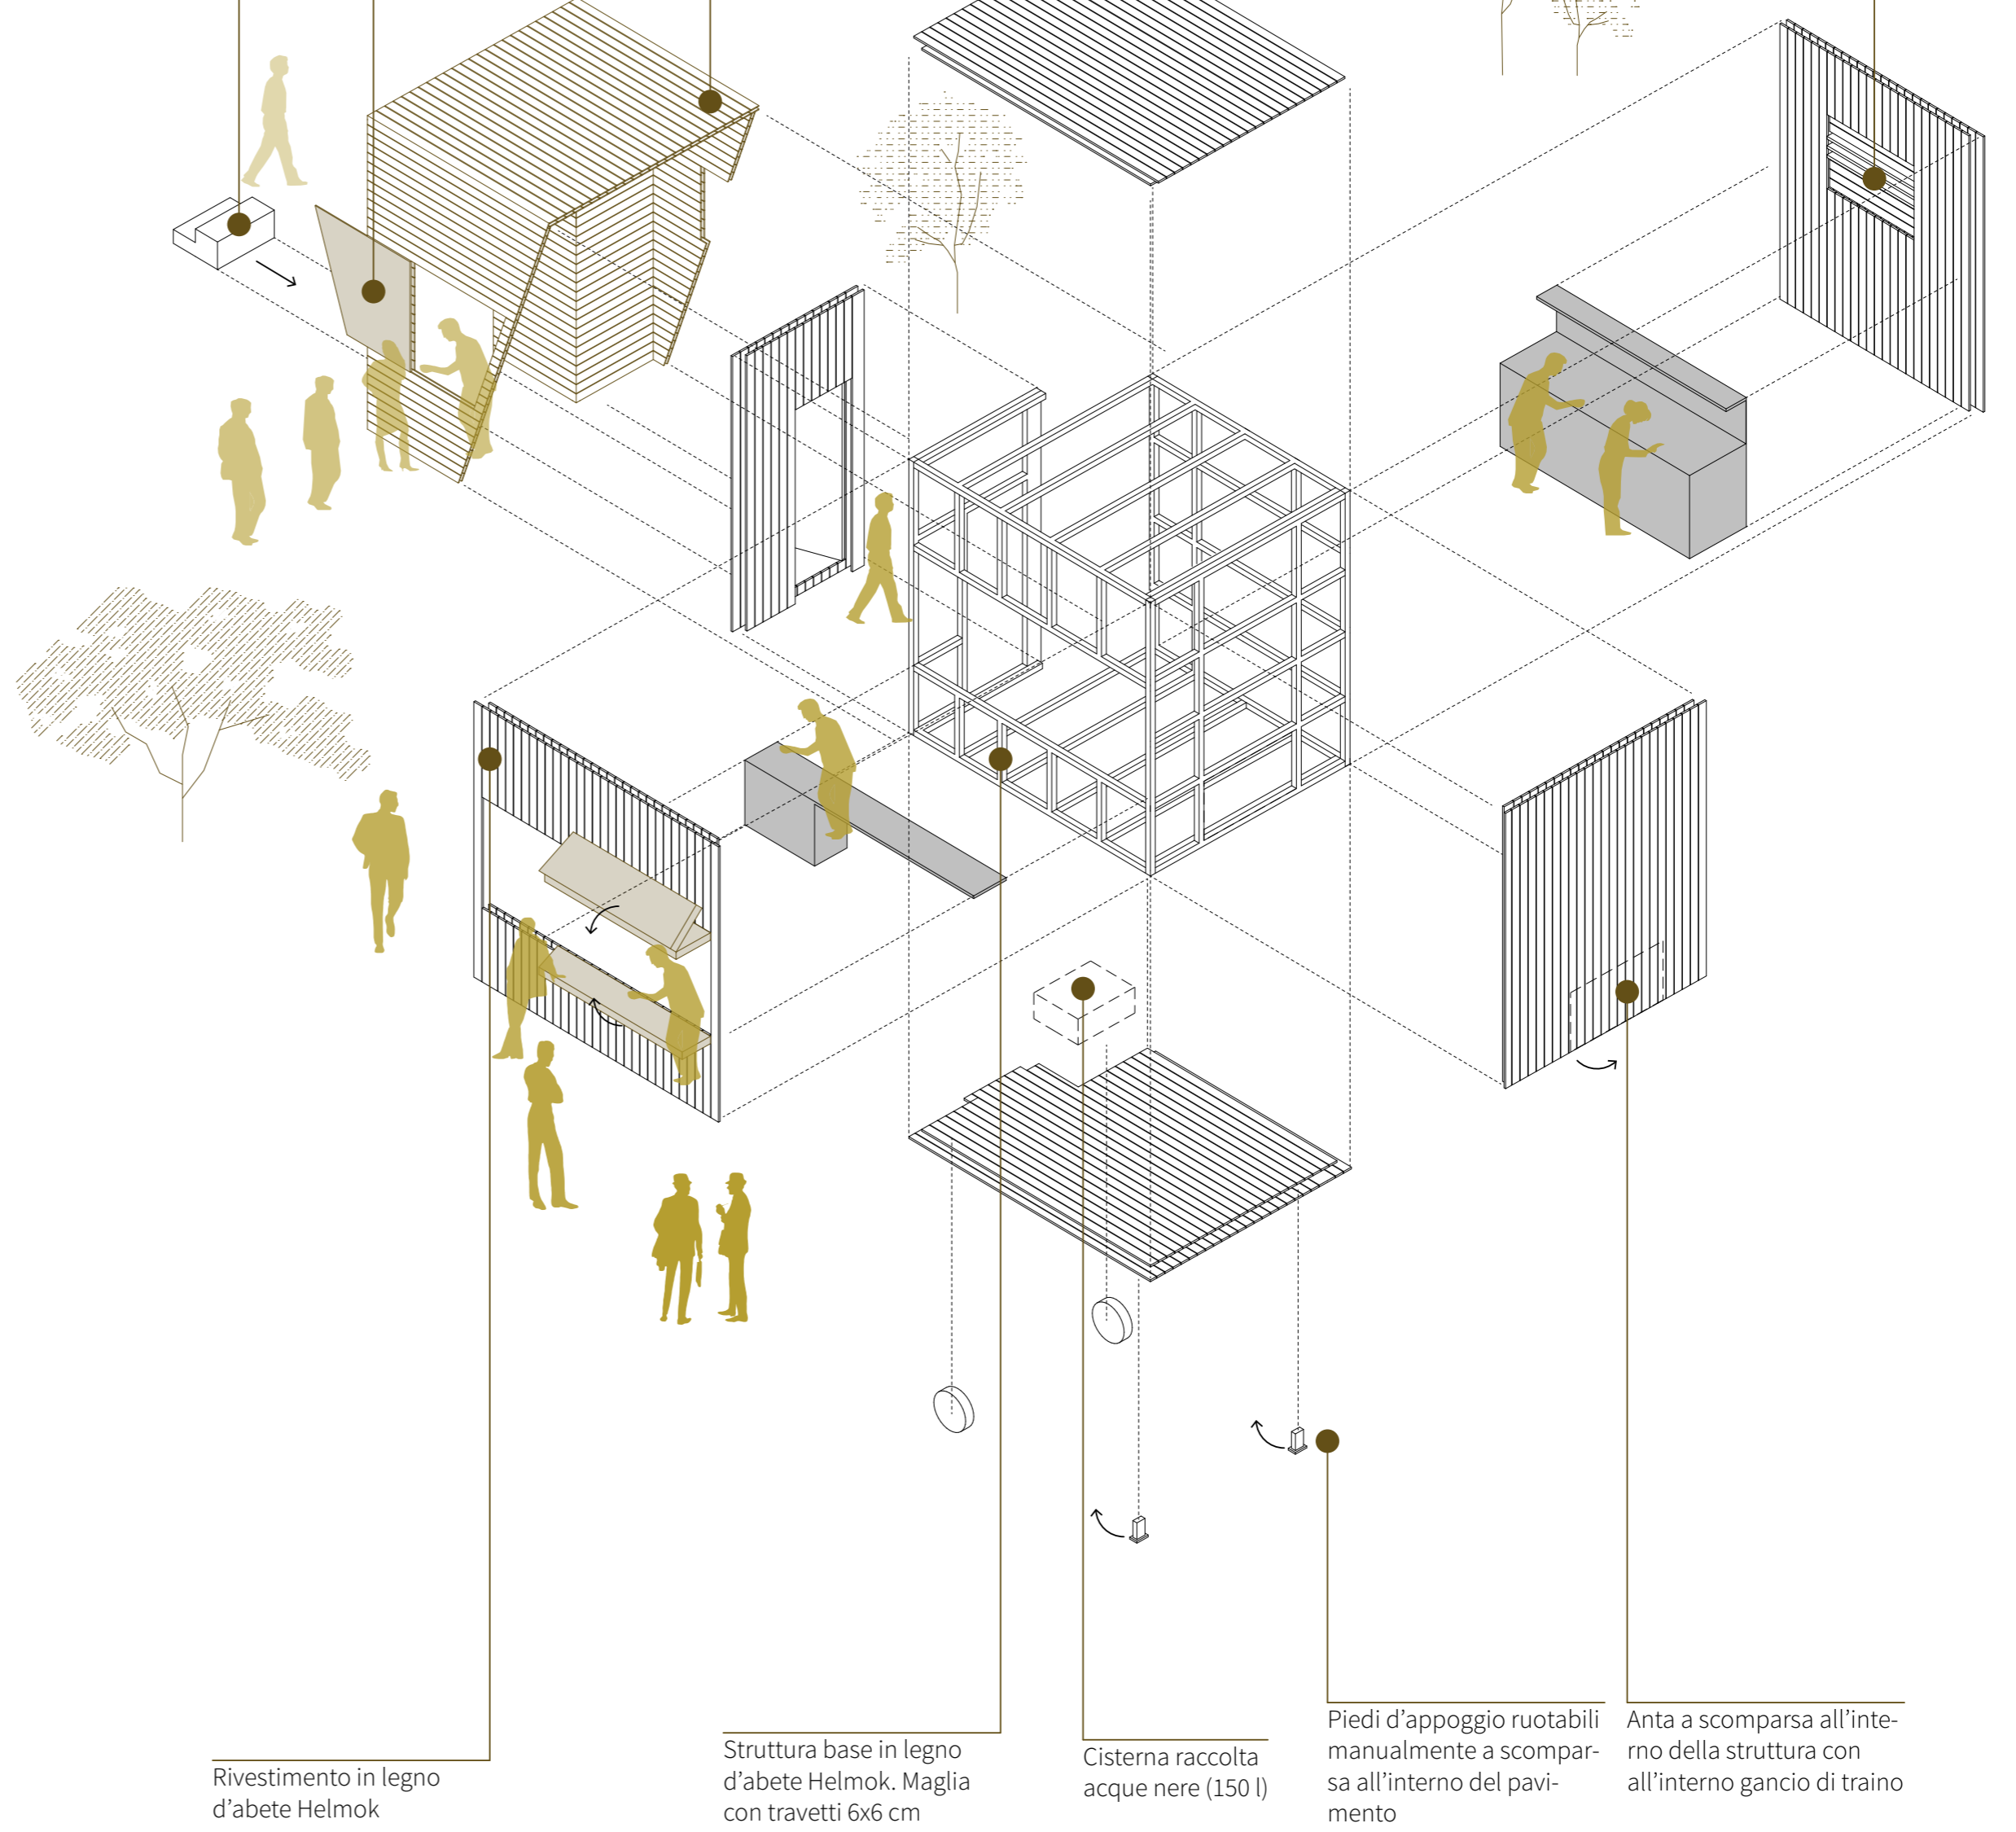 Rivestimento in legno
d’abete Helmok
Struttura base in legno
d’abete Helmok. Maglia
con travetti 6x6 cm
Cisterna raccolta
acque nere (150 l)
Piedi d’appoggio ruotabili
manualmente a scompar-
sa all’interno del pavi-
mento
Anta a scomparsa all’inte-
rno della struttura con
all’interno gancio di traino